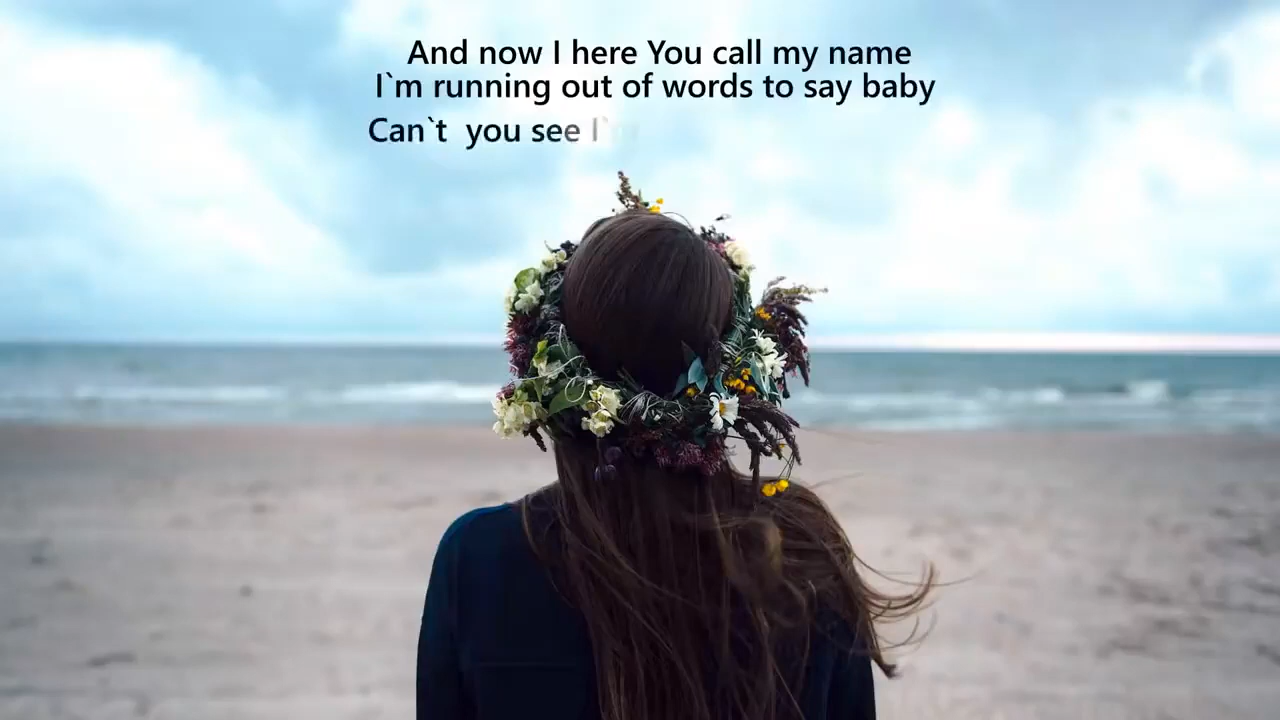 And now I here You call my name
I`m running out of words to say baby
Can`t  you see I`